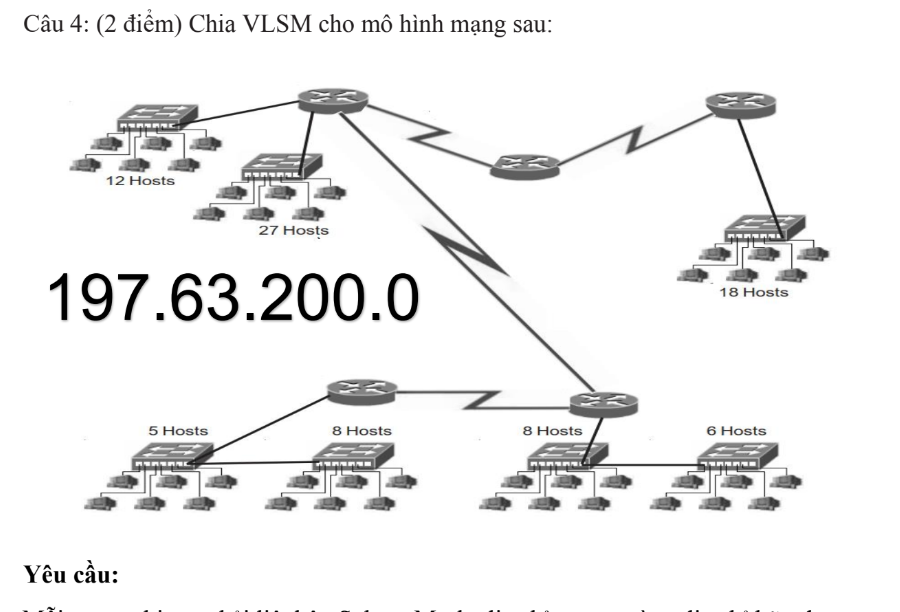 Câu 4: (2 điểm) Chia VLSM cho mô hình mạng sau:
12 Hosts
27 Hosts
18 Hosts
197.63.200.0
5 Hosts
8 Hosts
8 Hosts
6 Hosts
Yêu cầu: